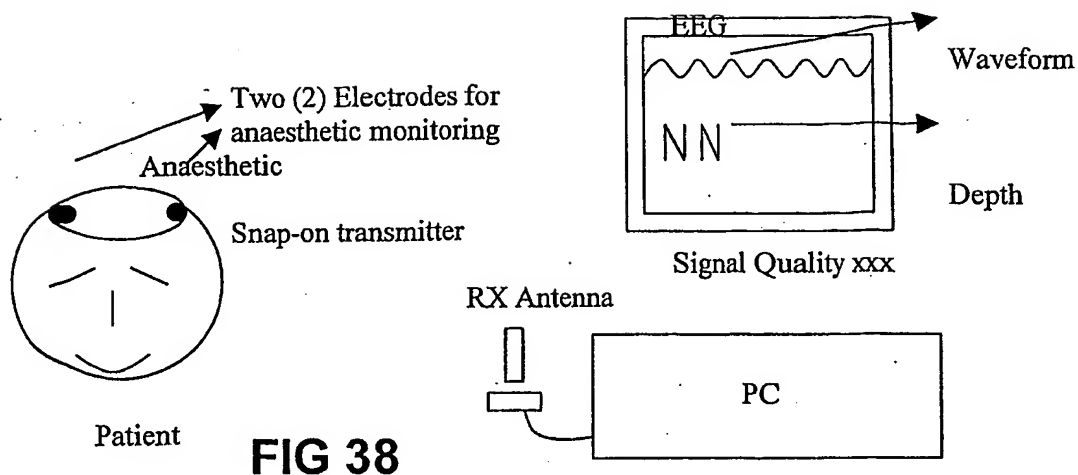 EEG
Waveform
Two (2) Electrodes for
anaesthetic monitoring
Anaesthetic
NN
Depth
Snap-on transmitter
Signal Quality xxx
RX Antenna
PC
Patient
FIG 38